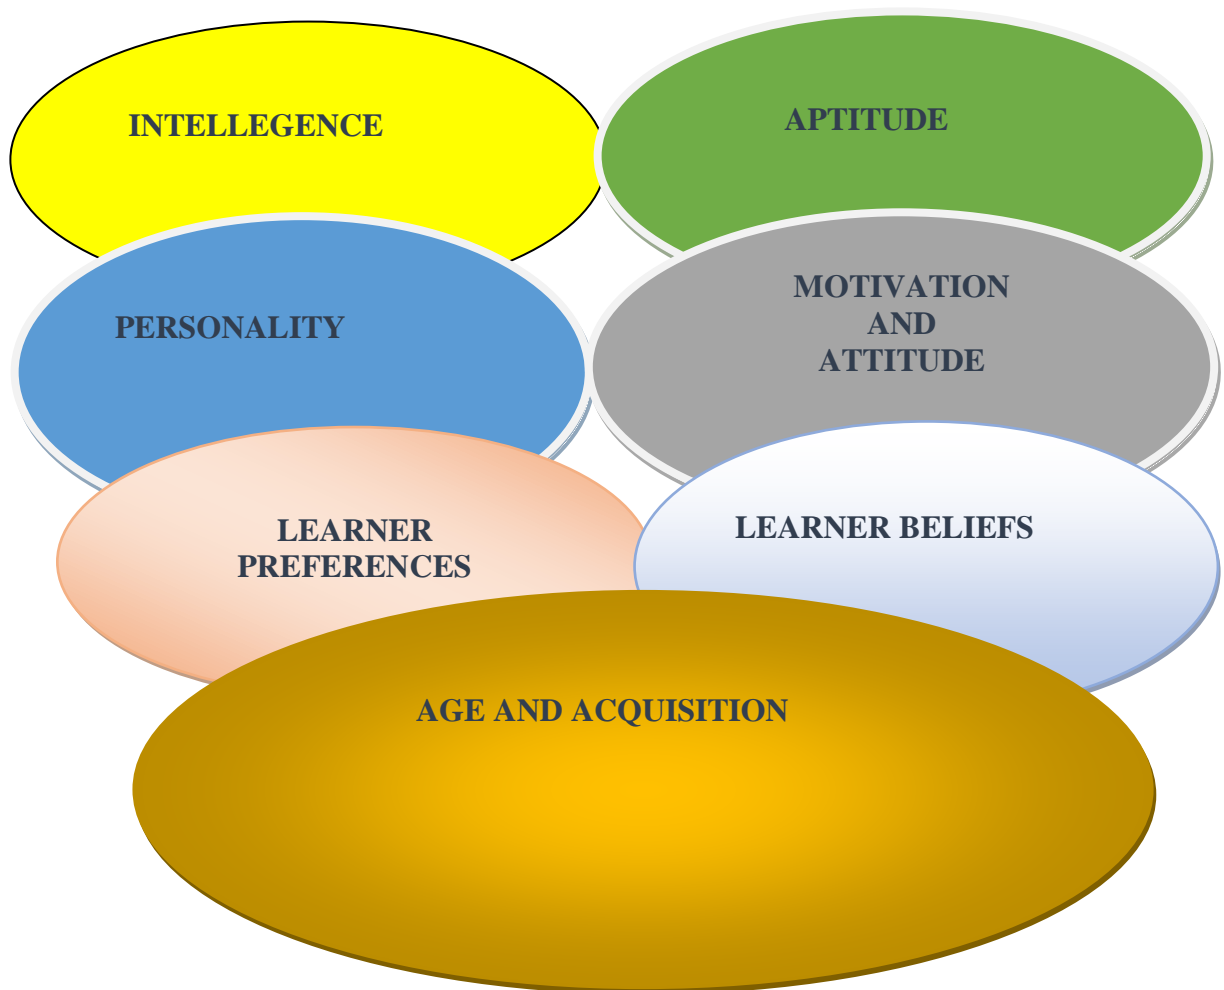 INTELLEGENCE
APTITUDE
PERSONALITY
MOTIVATION
AND
ATTITUDE
LEARNER
PREFERENCES
LEARNER BELIEFS
AGE AND ACQUISITION